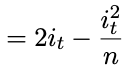 = 2i_t - \frac{i_t^2}{n}